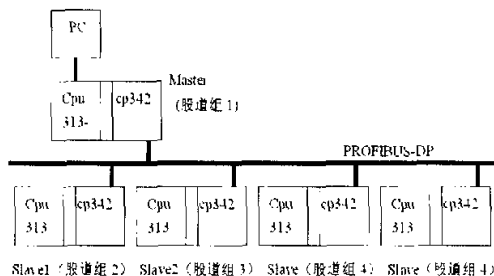 PC
Master
Cpu cp342
（股道组1）
313-
PROFIBUS-DP
Cpu cp342 Cpu cp342 Cpu cp342 Cpu cp342
313 313 313 313
Slave1（股道组2） Slave2（股道组3） Slave（股道组4） Slave（股道组4）